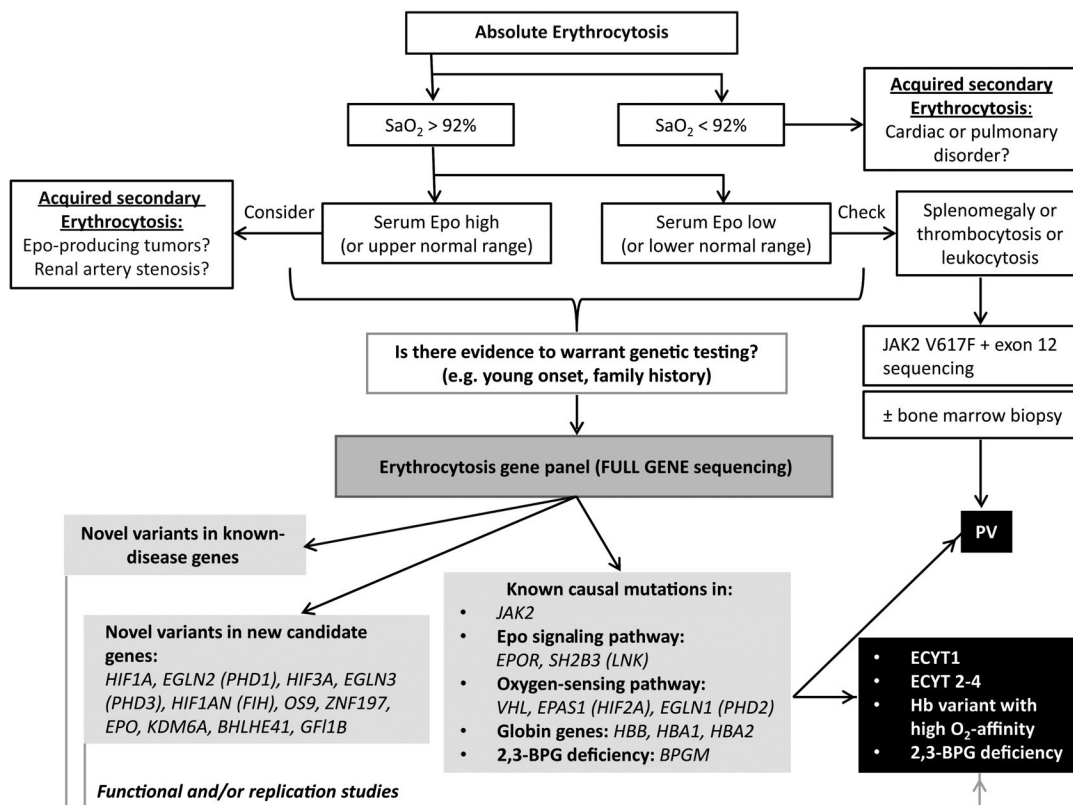 Absolute Erythrocytosis
SaO2 > 92%
SaO2 < 92%
Acquired secondary
Erythrocytosis:
Cardiac or pulmonary
disorder?
Acquired secondary
Erythrocytosis:
Epo-producing tumors?
Renal artery stenosis?
Consider
Serum Epo high
(or upper normal range)
Serum Epo low
(or lower normal range)
Check
Splenomegaly or
thrombocytosis or
leukocytosis
Is there evidence to warrant genetic testing?
(e.g. young onset, family history)
JAK2 V617F + exon 12
sequencing
± bone marrow biopsy
Erythrocytosis gene panel (FULL GENE sequencing)
PV
Novel variants in known-
disease genes
Novel variants in new candidate
genes:
HIF1A, EGLN2 (PHD1), HIF3A, EGLN3
(PHD3), HIF1AN (FIH), OS9, ZNF197,
EPO, KDM6A, BHLHE41, GFI1B
Known causal mutations in:
• JAK2
• Epo signaling pathway:
EPOR, SH2B3 (LNK)
• Oxygen-sensing pathway:
VHL, EPAS1 (HIF2A), EGLN1 (PHD2)
• Globin genes: HBB, HBA1, HBA2
• 2,3-BPG deficiency: BPGM
• ECYT1
• ECYT 2-4
• Hb variant with
high O2-affinity
• 2,3-BPG deficiency
Functional and/or replication studies